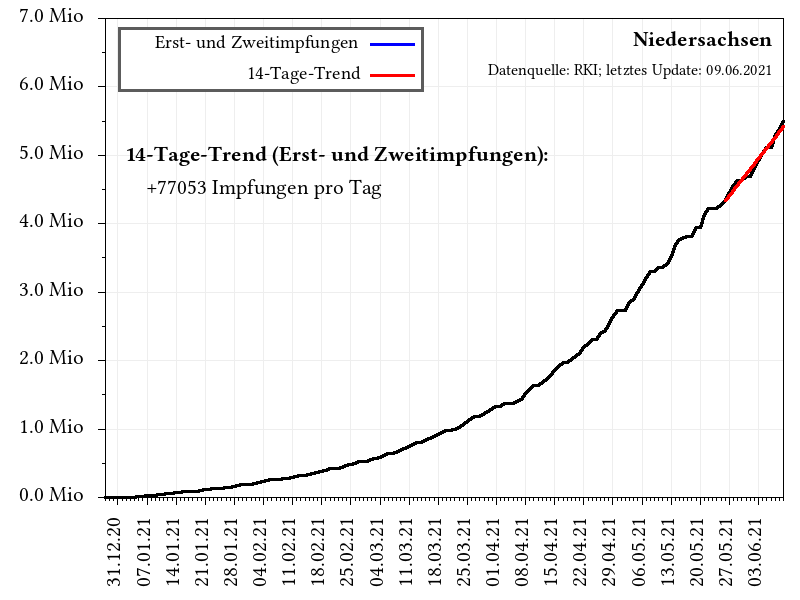 7.0 Mio
6.0 Mio
5.0 Mio
4.0 Mio
3.0 Mio
2.0 Mio
1.0 Mio
0.0 Mio
Erst- und Zweitimpfungen
14-Tage-Trend
Niedersachsen
Datenquelle: RKI; letztes Update: 09.06.2021
14-Tage-Trend (Erst- und Zweitimpfungen):
+77053 Impfungen pro Tag
31.12.20
07.01.21
14.01.21
21.01.21
28.01.21
04.02.21
11.02.21
18.02.21
25.02.21
04.03.21
11.03.21
18.03.21
25.03.21
01.04.21
08.04.21
15.04.21
22.04.21
29.04.21
06.05.21
13.05.21
20.05.21
27.05.21
03.06.21